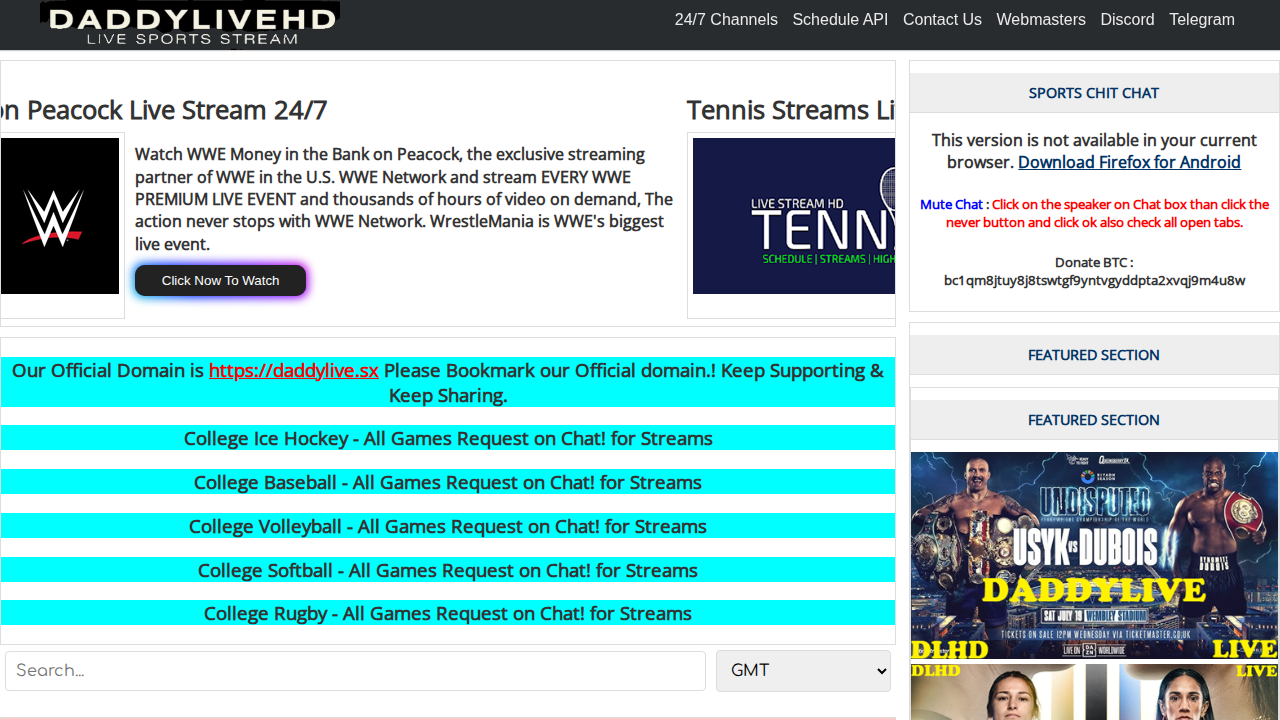 DADDYLIVEHD
LIVE SPORTS STREAM
24/7 Channels Schedule API Contact Us Webmasters Discord Telegram
on Peacock Live Stream 24/7
Watch WWE Money in the Bank on Peacock, the exclusive streaming
partner of WWE in the U.S. WWE Network and stream EVERY WWE
PREMIUM LIVE EVENT and thousands of hours of video on demand, The
action never stops with WWE Network. WrestleMania is WWE's biggest
live event.
Click Now To Watch
Tennis Streams Li
LIVE STREAM HD
TENN
SCHEDULE | STREAMS | HIGH
Our Official Domain is https://daddylive.sx Please Bookmark our Official domain.! Keep Supporting &
Keep Sharing.
College Ice Hockey - All Games Request on Chat! for Streams
College Baseball - All Games Request on Chat! for Streams
College Volleyball - All Games Request on Chat! for Streams
College Softball - All Games Request on Chat! for Streams
College Rugby - All Games Request on Chat! for Streams
Search...
GMT
SPORTS CHIT CHAT
This version is not available in your current
browser. Download Firefox for Android
Mute Chat : Click on the speaker on Chat box than click the
never button and click ok also check all open tabs.
Donate BTC :
bc1qm8jtuy8j8tswtgf9yntvgyddpta2xvqj9m4u8w
FEATURED SECTION
FEATURED SECTION
RIYADH
SEASON
UNDISPUTED
USYK VS DUBOIS
DADDYLIVE
SAT JULY 19 WEMBLEY STADIUM
TICKETS ON SALE 12PM WEDNESDAY VIA TICKETMASTER.CO.UK
LIVE ON DAZN WORLDWIDE
DLHD LIVE
DLHD LIVE